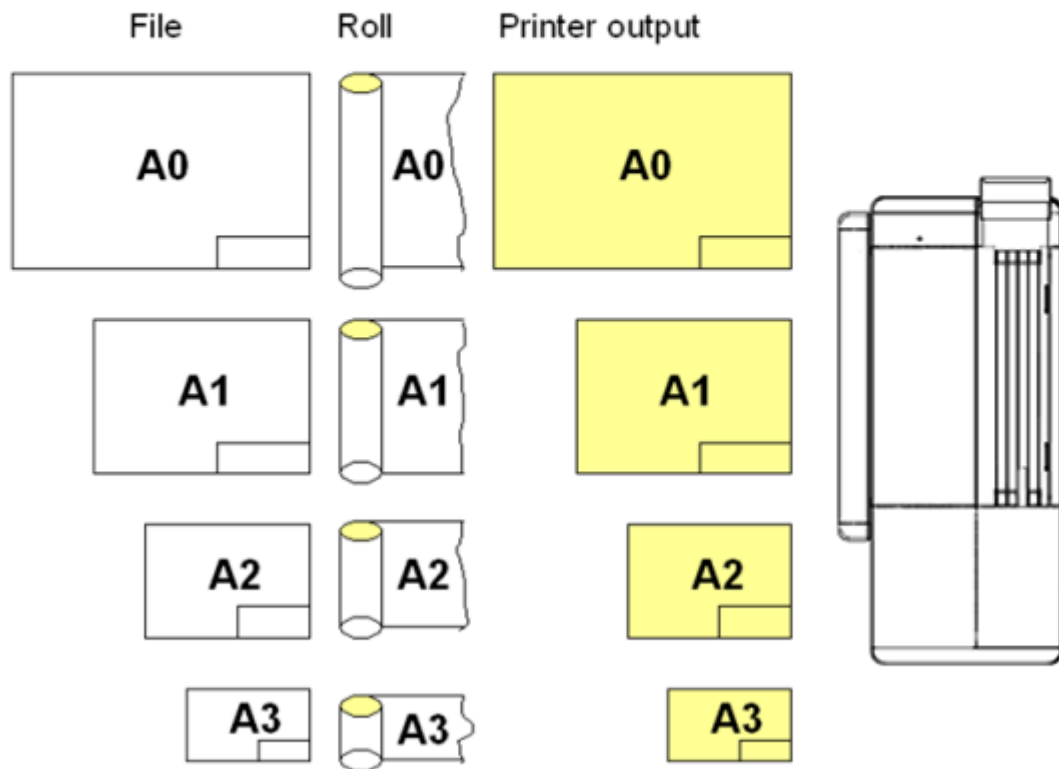 File Roll Printer output
A0 A0 A0
A1 A1 A1
A2 A2 A2
A3 A3 A3